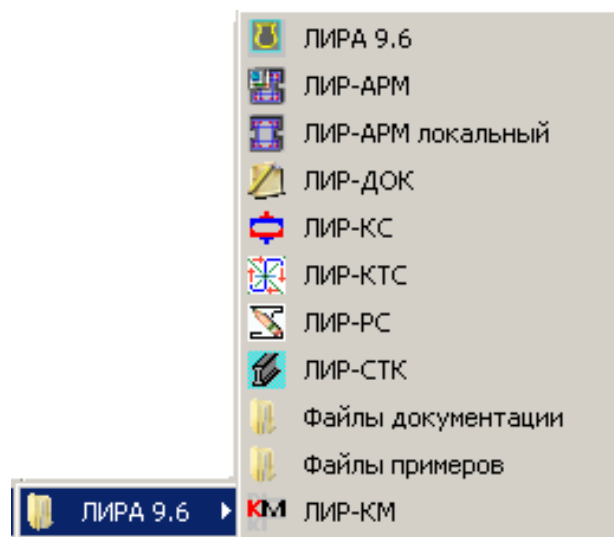 ЛИРА 9.6
ЛИР-АРМ
ЛИР-АРМ локальный
ЛИР-ДОК
ЛИР-КС
ЛИР-КТС
ЛИР-РС
ЛИР-СТК
Файлы документации
Файлы примеров
ЛИРА 9.6
КМ ЛИР-КМ